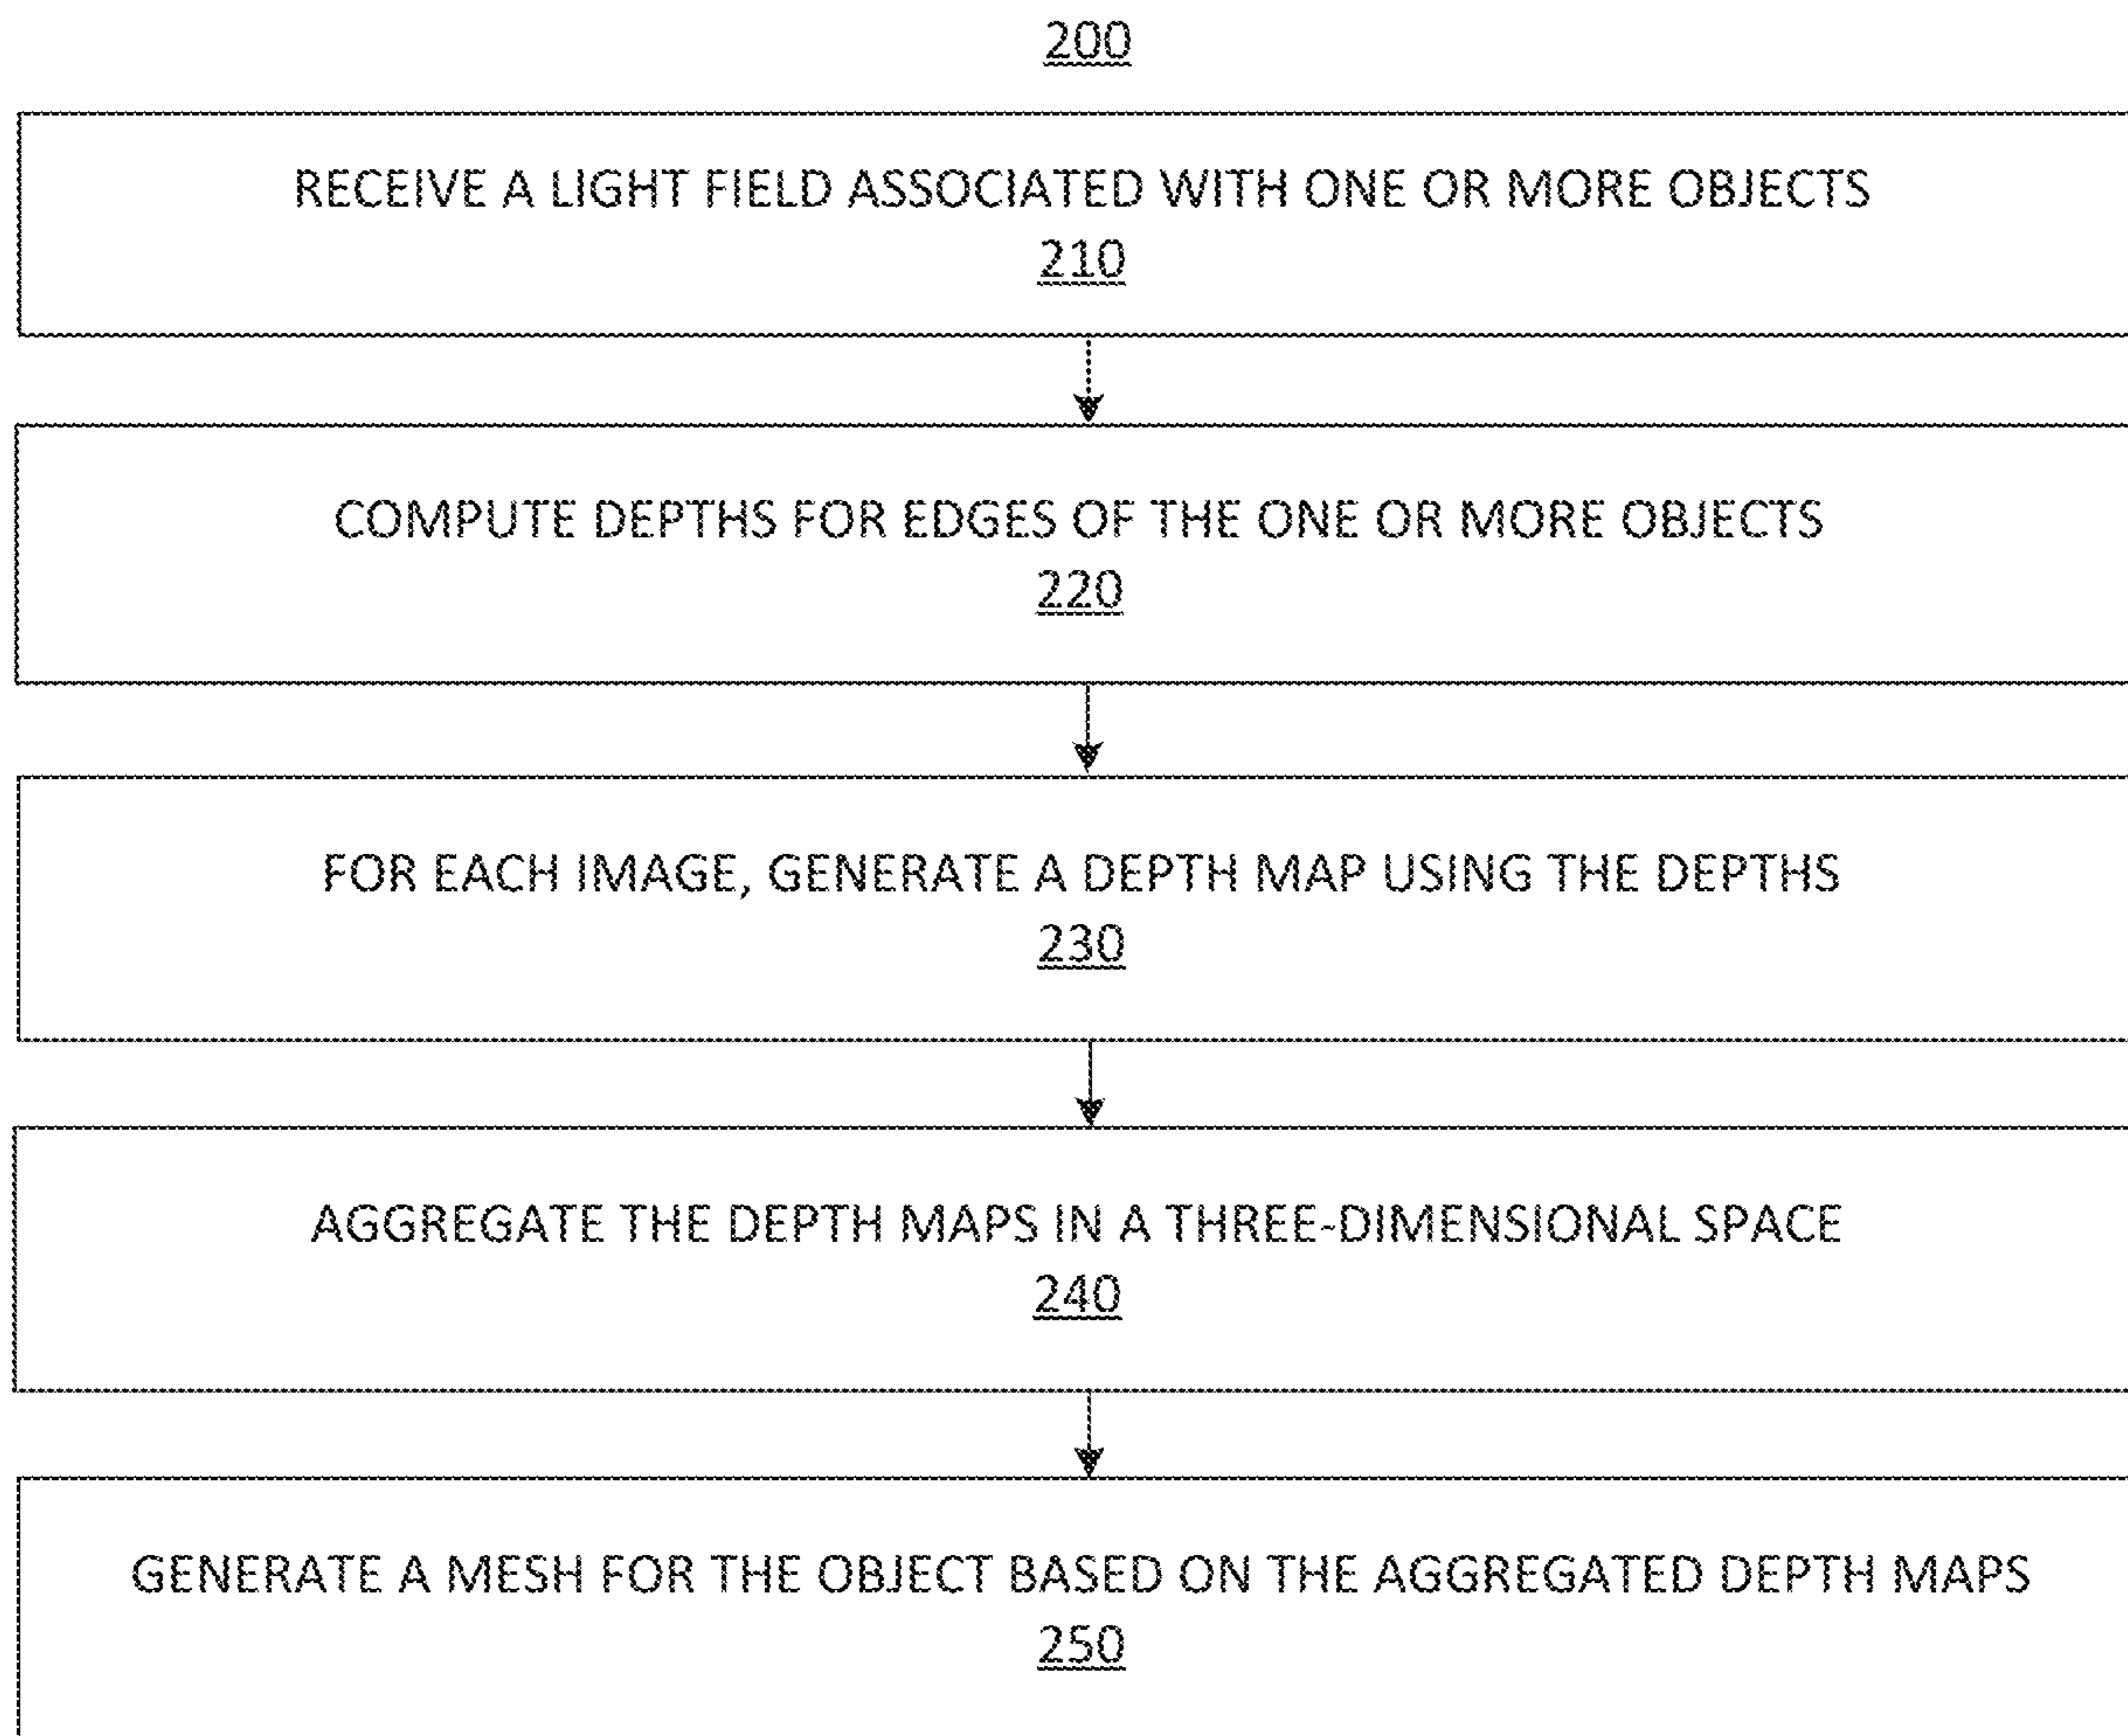 200
RECEIVE A LIGHT FIELD ASSOCIATED WITH ONE OR MORE OBJECTS
210
COMPUTE DEPTHS FOR EDGES OF THE ONE OR MORE OBJECTS
220
FOR EACH IMAGE, GENERATE A DEPTH MAP USING THE DEPTHS
230
AGGREGATE THE DEPTH MAPS IN A THREE-DIMENSIONAL SPACE
240
GENERATE A MESH FOR THE OBJECT BASED ON THE AGGREGATED DEPTH MAPS
250